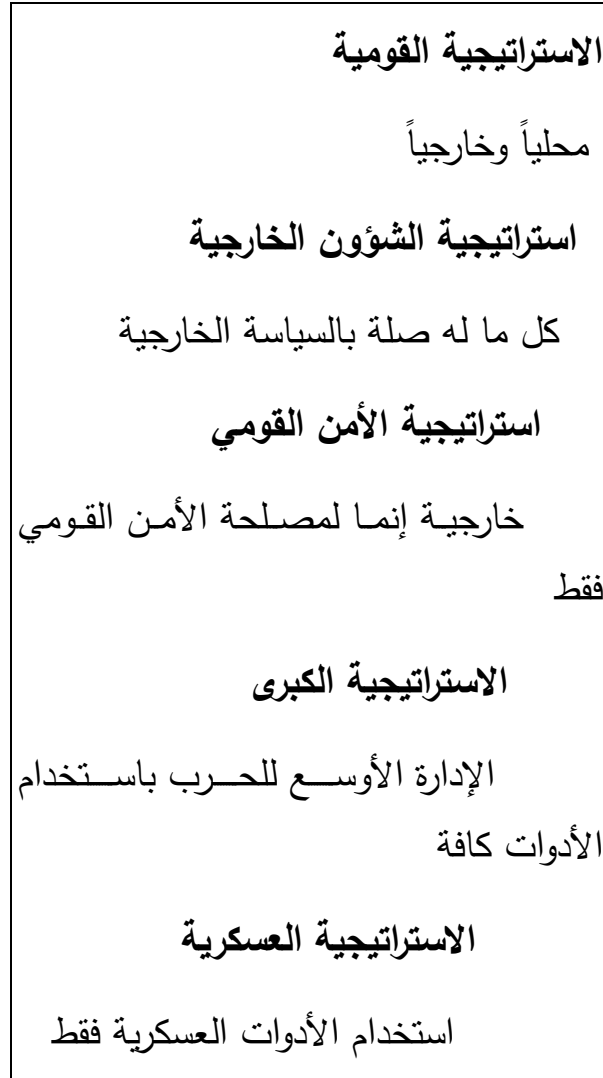 الاستراتيجية القومية
محلياً وخارجياً
استراتيجية الشؤون الخارجية
كل ما له صلة بالسياسة الخارجية
استراتيجية الأمن القومي
خارجية إنما لمصلحة الأمن القومي
فقط
الاستراتيجية الكبرى
الإدارة الأوسع للحرب باستخدام
الأدوات كافة
الاستراتيجية العسكرية
استخدام الأدوات العسكرية فقط